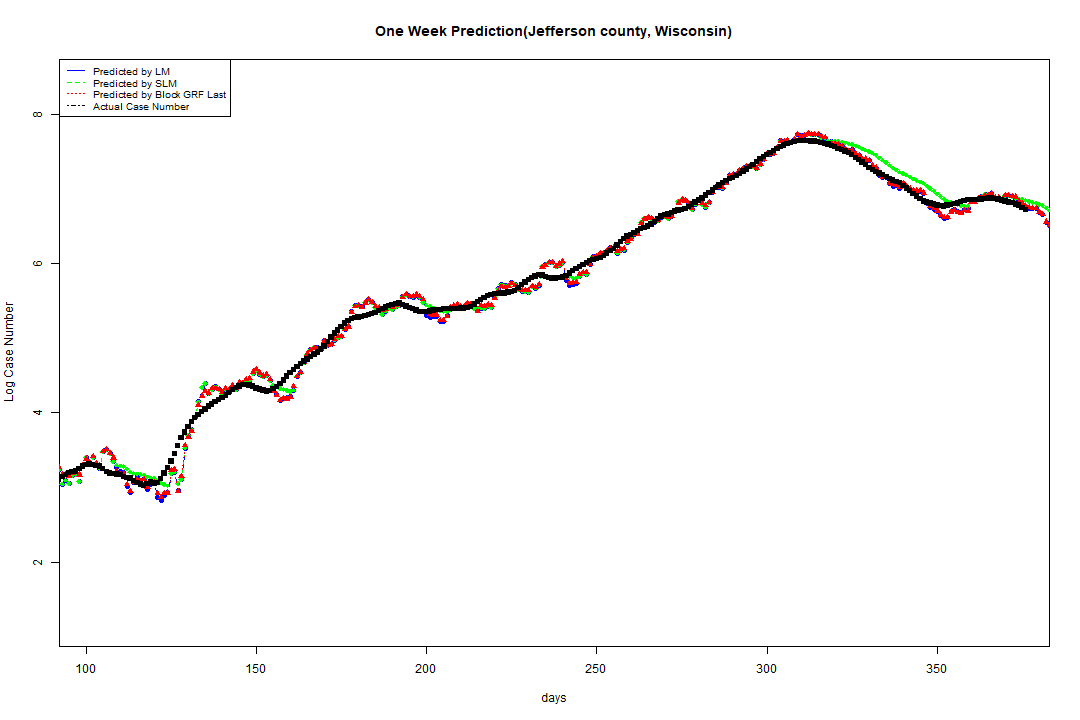 One Week Prediction(Jefferson county, Wisconsin)
Predicted by LM
Predicted by SLM
Predicted by Block GRF Last
Actual Case Number
8
6
4
2
Log Case Number
100 150 200 250 300 350
days